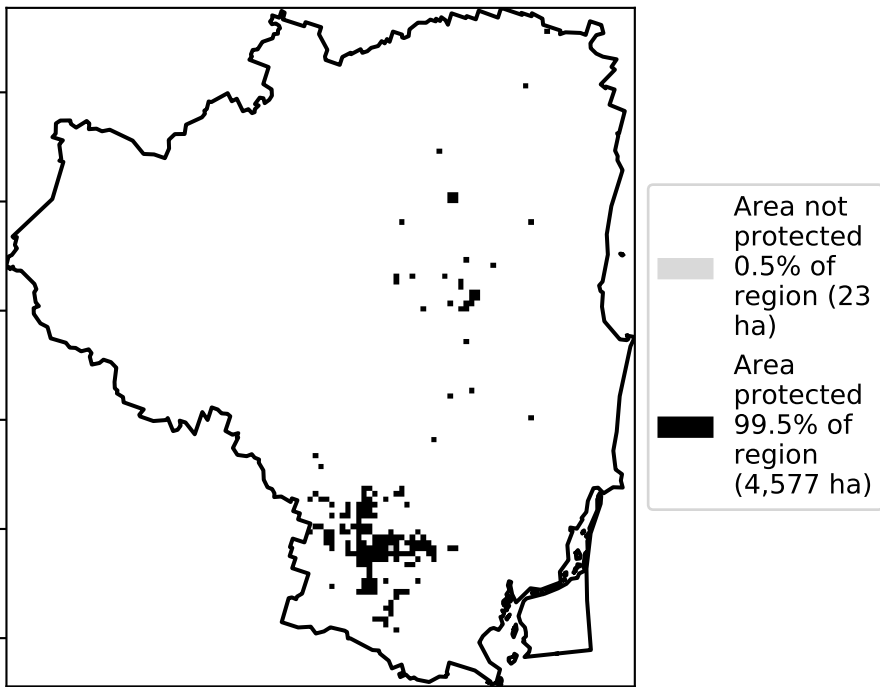 Area not
protected
0.5% of
region (23
ha)
Area
protected
99.5% of
region
(4,577 ha)